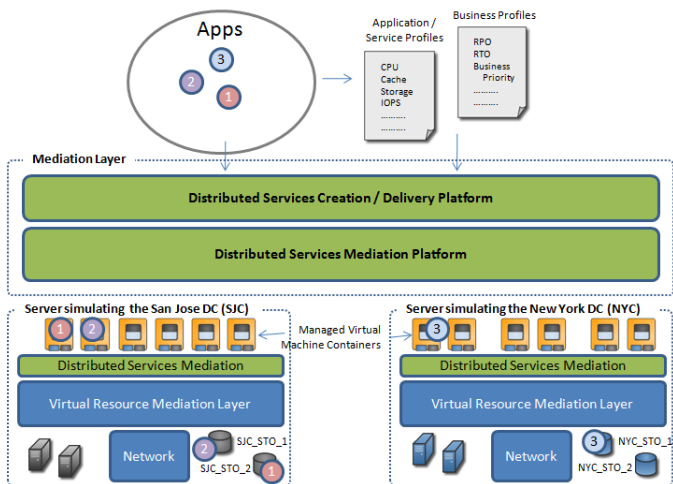 Apps
3
2
1
Application /
Service Profiles
CPU
Cache
Storage
IOPS
..........
..........
Business Profiles
RPO
RTO
Business
Priority
..........
..........
Mediation Layer
Distributed Services Creation / Delivery Platform
Distributed Services Mediation Platform
Server simulating the San Jose DC (SJC)
1
2
Distributed Services Mediation
Virtual Resource Mediation Layer
Network
2
SJC_STO_1
SJC_STO_2
1
Managed Virtual
Machine Containers
Server simulating the New York DC (NYC)
3
Distributed Services Mediation
Virtual Resource Mediation Layer
Network
3
NYC_STO_1
NYC_STO_2